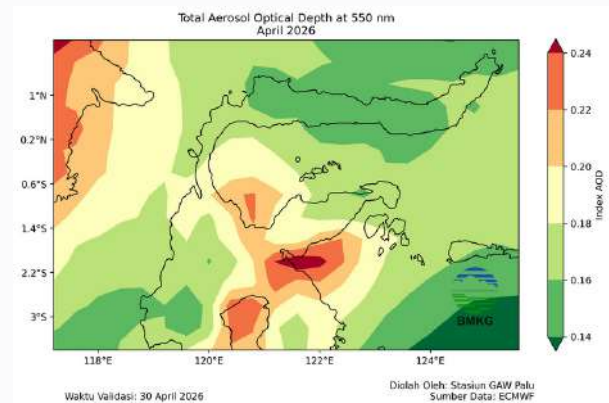 Total Aerosol Optical Depth at 550 nm
April 2026
1°N
0.2°N
0.6°S
1.4°S
2.2°S
3°S
118°E 120°E 122°E 124°E
0.24
0.22
0.20
0.18
0.16
0.14
Index AOD
BMKG
Waktu Validasi: 30 April 2026
Diolah Oleh: Stasiun GAW Palu
Sumber Data: ECMWF